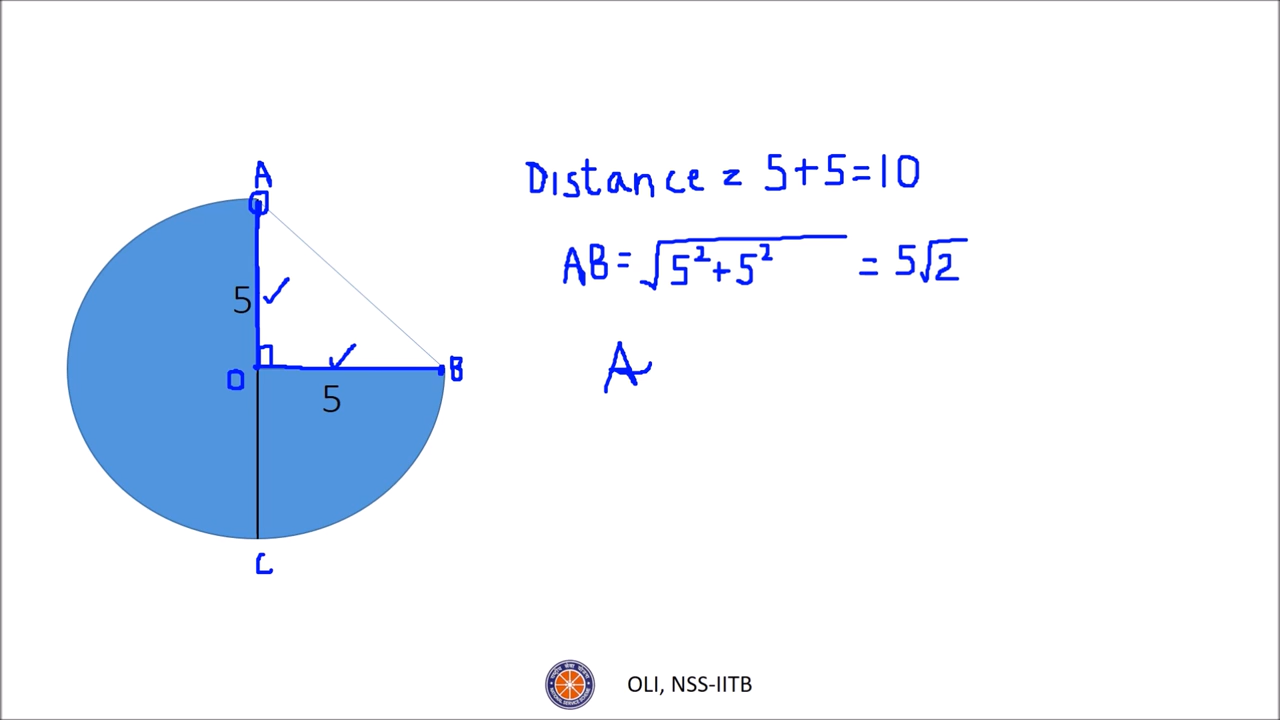 A
Distance = 5+5=10
AB = √5²+5² = 5√2
5
A
O
B
5
C
OLI, NSS-IITB